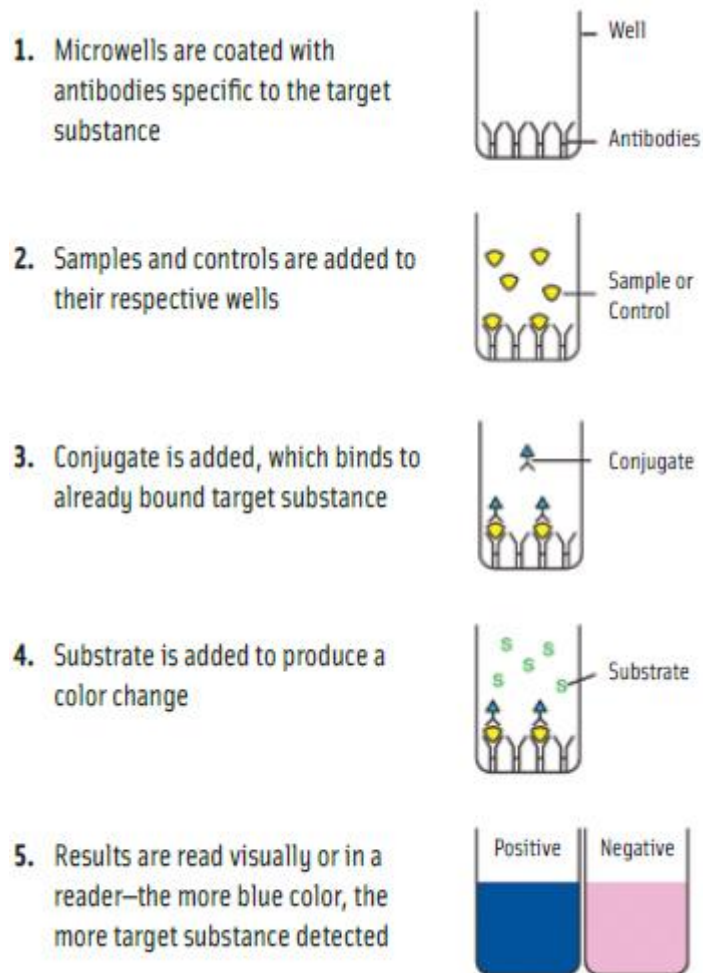 1. Microwells are coated with
antibodies specific to the target
substance
Well
Antibodies
2. Samples and controls are added to
their respective wells
Sample or
Control
3. Conjugate is added, which binds to
already bound target substance
Conjugate
4. Substrate is added to produce a
color change
S S
S
S S
Substrate
5. Results are read visually or in a
reader—the more blue color, the
more target substance detected
Positive Negative